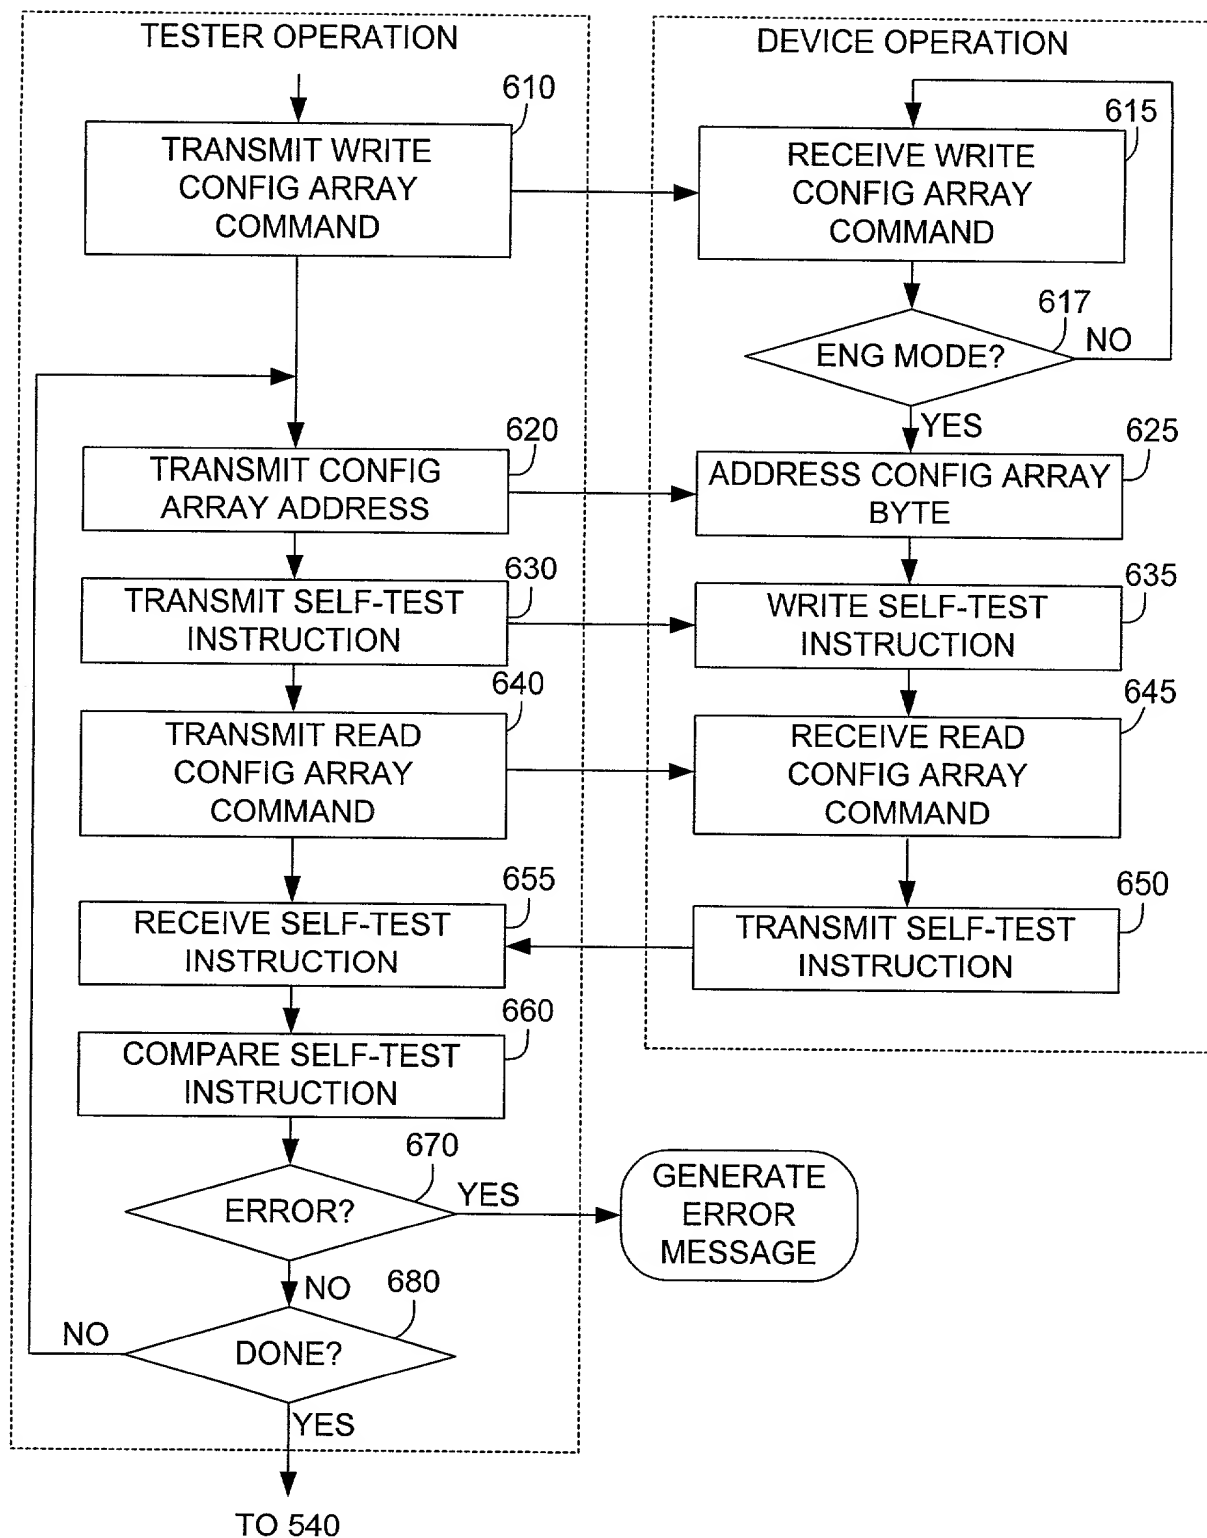 TESTER OPERATION
DEVICE OPERATION
610
TRANSMIT WRITE
CONFIG ARRAY
COMMAND
615
RECEIVE WRITE
CONFIG ARRAY
COMMAND
617
ENG MODE?
NO
YES
620
TRANSMIT CONFIG
ARRAY ADDRESS
625
ADDRESS CONFIG ARRAY
BYTE
630
TRANSMIT SELF-TEST
INSTRUCTION
635
WRITE SELF-TEST
INSTRUCTION
640
TRANSMIT READ
CONFIG ARRAY
COMMAND
645
RECEIVE READ
CONFIG ARRAY
COMMAND
655
RECEIVE SELF-TEST
INSTRUCTION
650
TRANSMIT SELF-TEST
INSTRUCTION
660
COMPARE SELF-TEST
INSTRUCTION
670
ERROR?
YES
GENERATE
ERROR
MESSAGE
NO
680
DONE?
NO
YES
TO 540